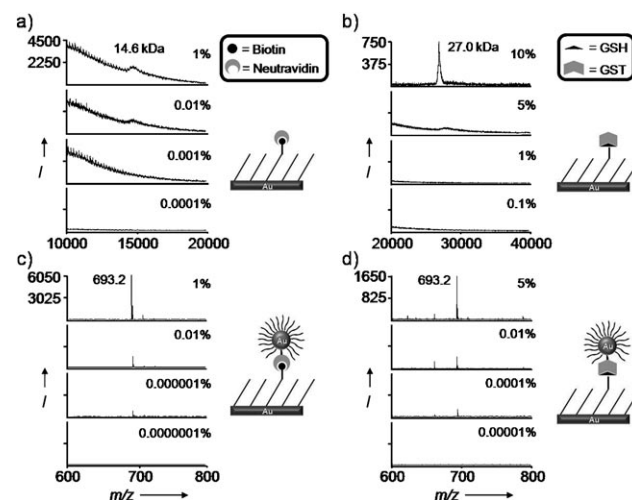 a)
4500
2250
14.6 kDa
1%
0.01%
0.001%
0.0001%
I
10000 15000 20000
= Biotin
= Neutravidin
Au
b)
750
375
27.0 kDa
10%
5%
1%
0.1%
I
20000 30000 40000
= GSH
= GST
Au
c)
6050
3025
693.2
1%
0.01%
0.000001%
0.0000001%
I
600 700 800
m/z
Au
Au
d)
1650
825
693.2
5%
0.01%
0.0001%
0.00001%
I
600 700 800
m/z
Au
Au